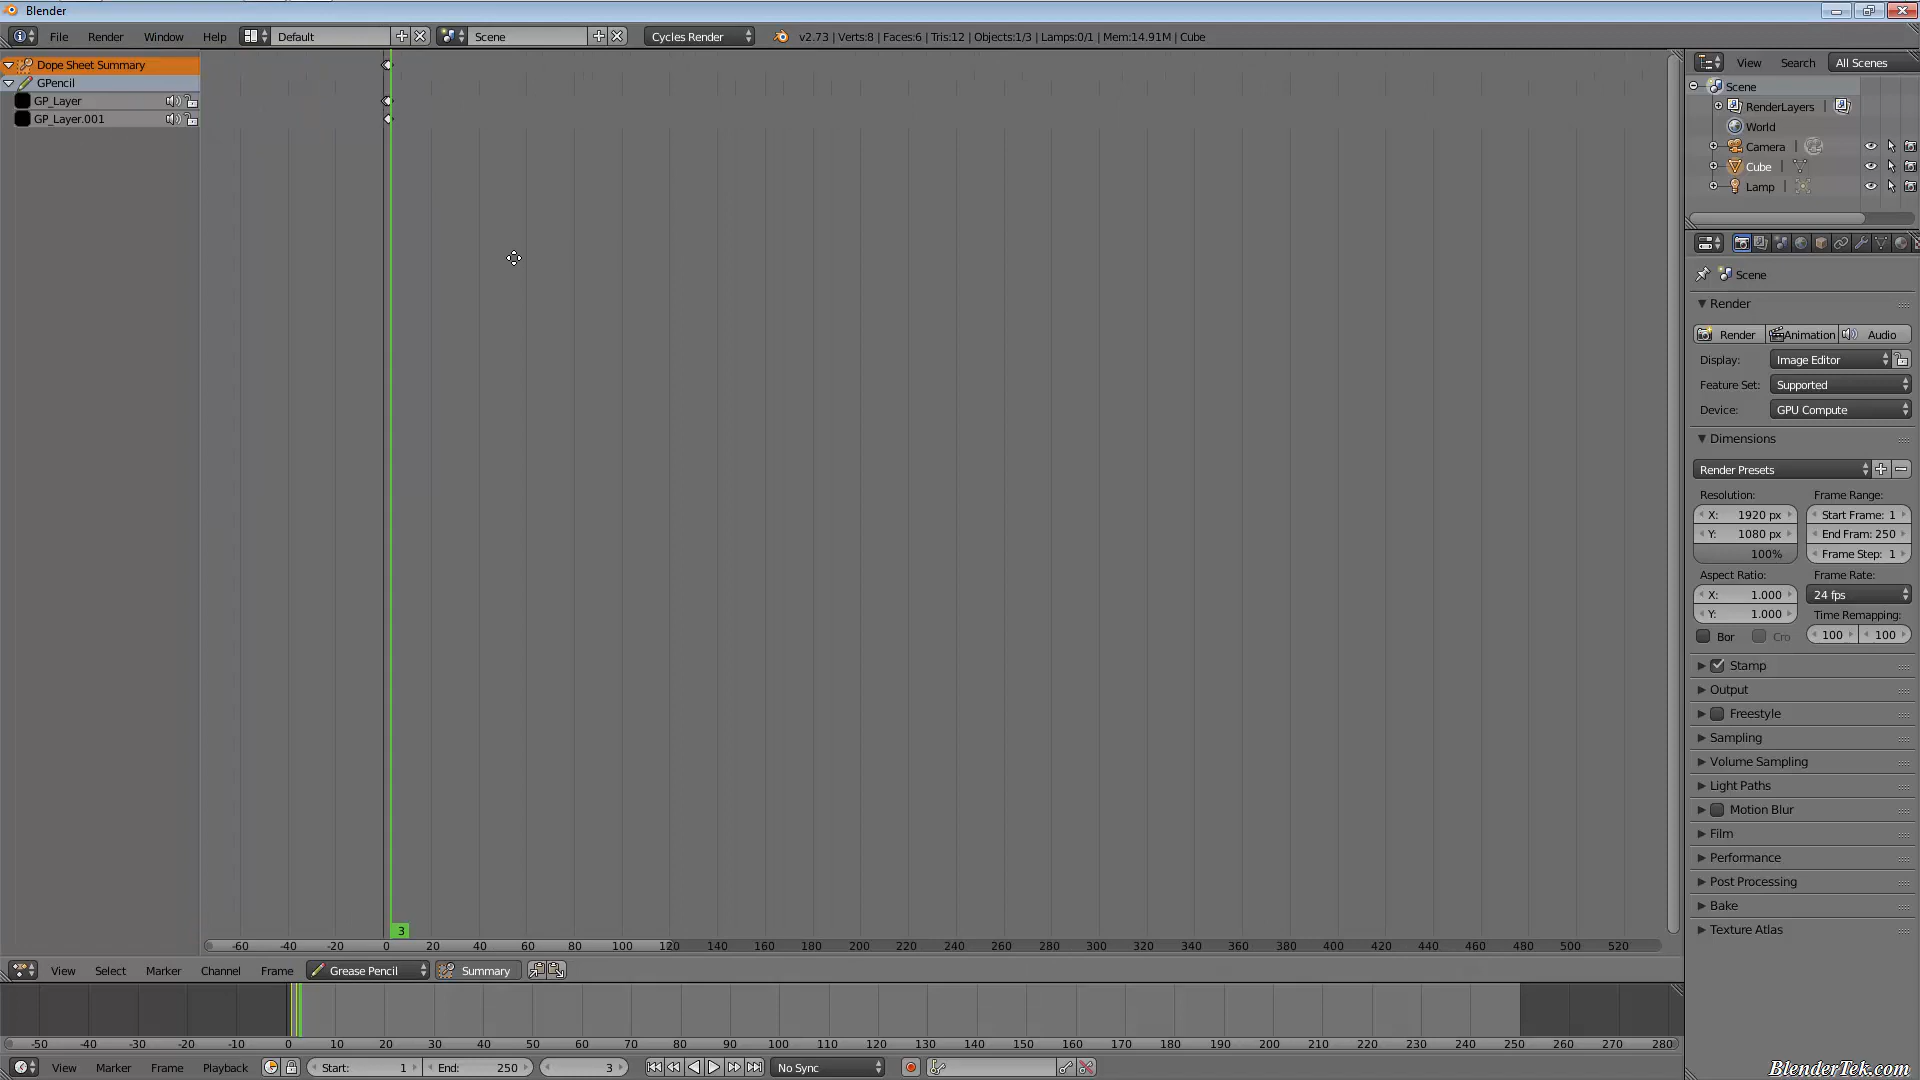 Blender
File Render Window Help Default Scene Cycles Render v2.73 | Verts:8 | Faces:6 | Tris:12 | Objects:1/3 | Lamps:0/1 | Mem:14.91M | Cube
Dope Sheet Summary
GPencil
GP_Layer
GP_Layer.001
3
-60 -40 -20 0 20 40 60 80 100 120 140 160 180 200 220 240 260 280 300 320 340 360 380 400 420 440 460 480 500 520
View Select Marker Channel Frame Grease Pencil Summary
-50 -40 -30 -20 -10 0 10 20 30 40 50 60 70 80 90 100 110 120 130 140 150 160 170 180 190 200 210 220 230 240 250 260 270 280
View Marker Frame Playback Start: 1 End: 250 3 No Sync
View Search All Scenes
Scene
RenderLayers |
World
Camera |
Cube |
Lamp |
Scene
Render
Render Animation Audio
Display: Image Editor
Feature Set: Supported
Device: GPU Compute
Dimensions
Render Presets
Resolution: Frame Range:
X: 1920 px Start Frame: 1
Y: 1080 px End Fram: 250
100% Frame Step: 1
Aspect Ratio: Frame Rate:
X: 1.000 24 fps
Y: 1.000 Time Remapping:
Bor Cro 100 100
Stamp
Output
Freestyle
Sampling
Volume Sampling
Light Paths
Motion Blur
Film
Performance
Post Processing
Bake
Texture Atlas
BlenderTek.com